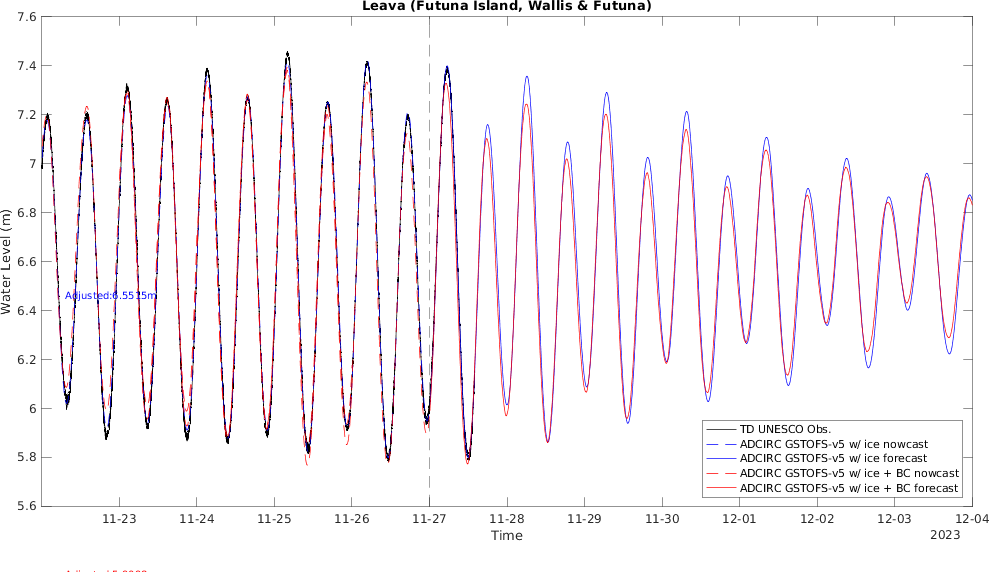 Leava (Futuna Island, Wallis & Futuna)
7.6
7.4
7.2
7
6.8
6.6
6.4
6.2
6
5.8
5.6
Water Level (m)
Adjusted:6.5515m
TD UNESCO Obs.
ADCIRC GSTOFS-v5 w/ ice nowcast
ADCIRC GSTOFS-v5 w/ ice forecast
ADCIRC GSTOFS-v5 w/ ice + BC nowcast
ADCIRC GSTOFS-v5 w/ ice + BC forecast
11-23 11-24 11-25 11-26 11-27 11-28 11-29 11-30 12-01 12-02 12-03 12-04
Time
2023